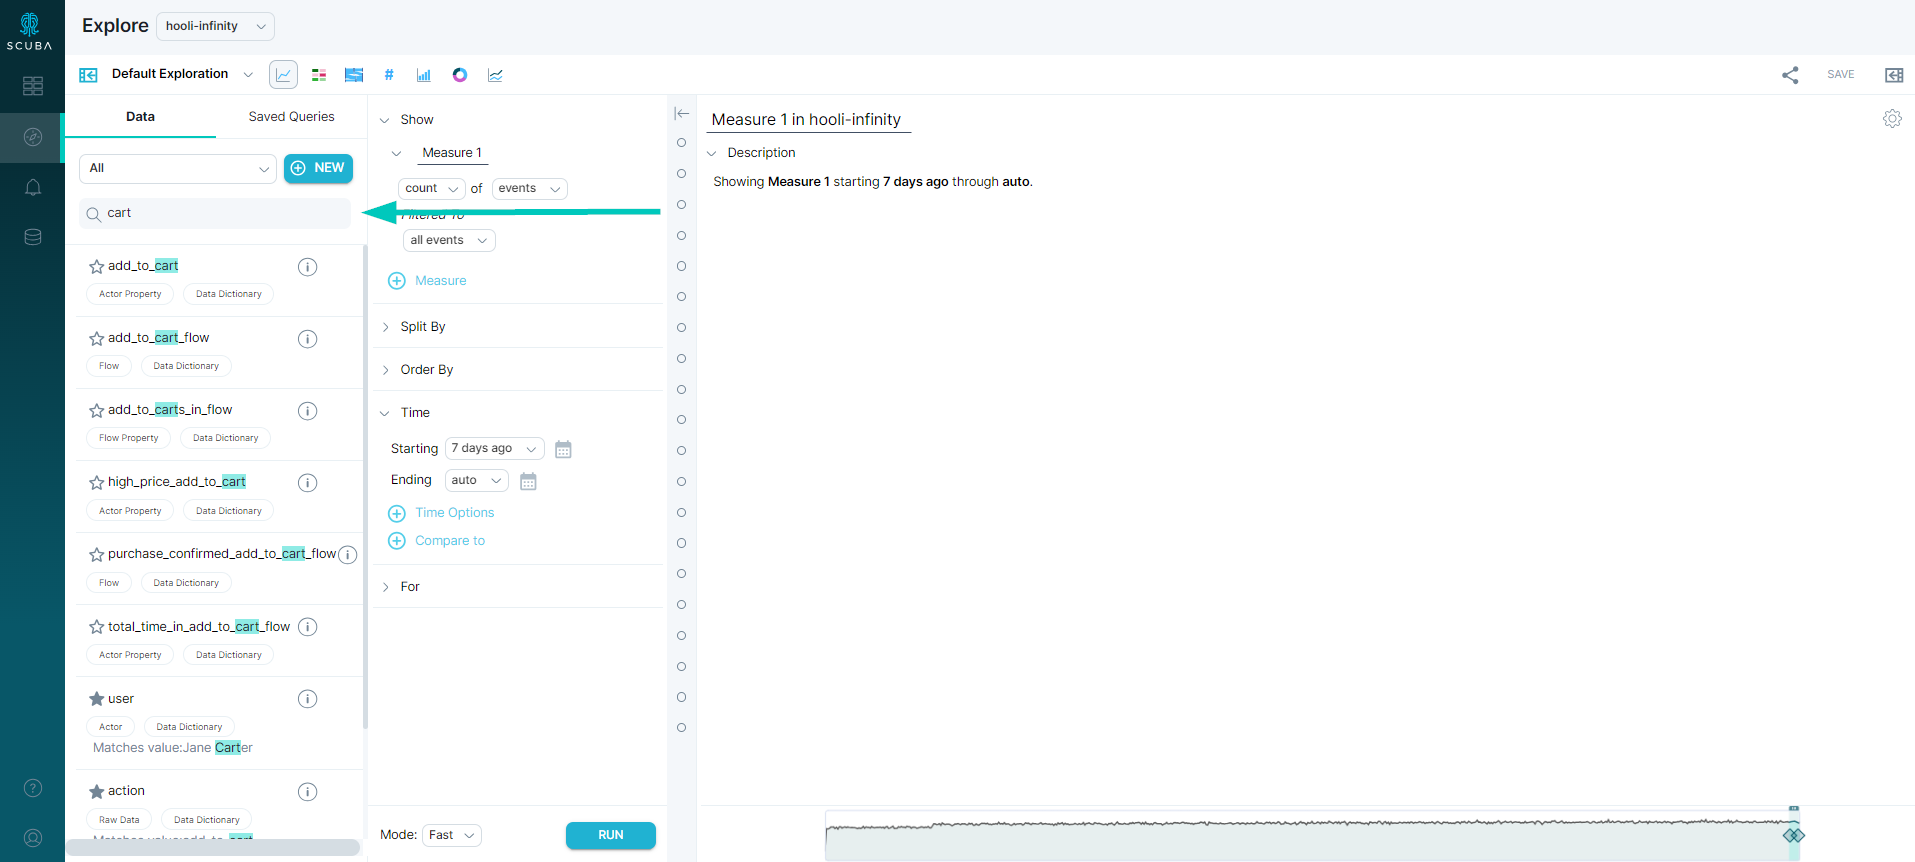 SCUBA
Explore
hooli-infinity
Default Exploration
#
SAVE
Data
Saved Queries
All
NEW
cart
add_to_cart
Actor Property
Data Dictionary
add_to_cart_flow
Flow
Data Dictionary
add_to_carts_in_flow
Flow Property
Data Dictionary
high_price_add_to_cart
Actor Property
Data Dictionary
purchase_confirmed_add_to_cart_flow
Flow
Data Dictionary
total_time_in_add_to_cart_flow
Actor Property
Data Dictionary
user
Actor
Data Dictionary
Matches value:Jane Carter
action
Raw Data
Data Dictionary
Matches value:add_to_cart
Show
Measure 1
count of events
Filtered To
all events
Measure
Split By
Order By
Time
Starting 7 days ago
Ending auto
Time Options
Compare to
For
Mode: Fast
RUN
Measure 1 in hooli-infinity
Description
Showing Measure 1 starting 7 days ago through auto.